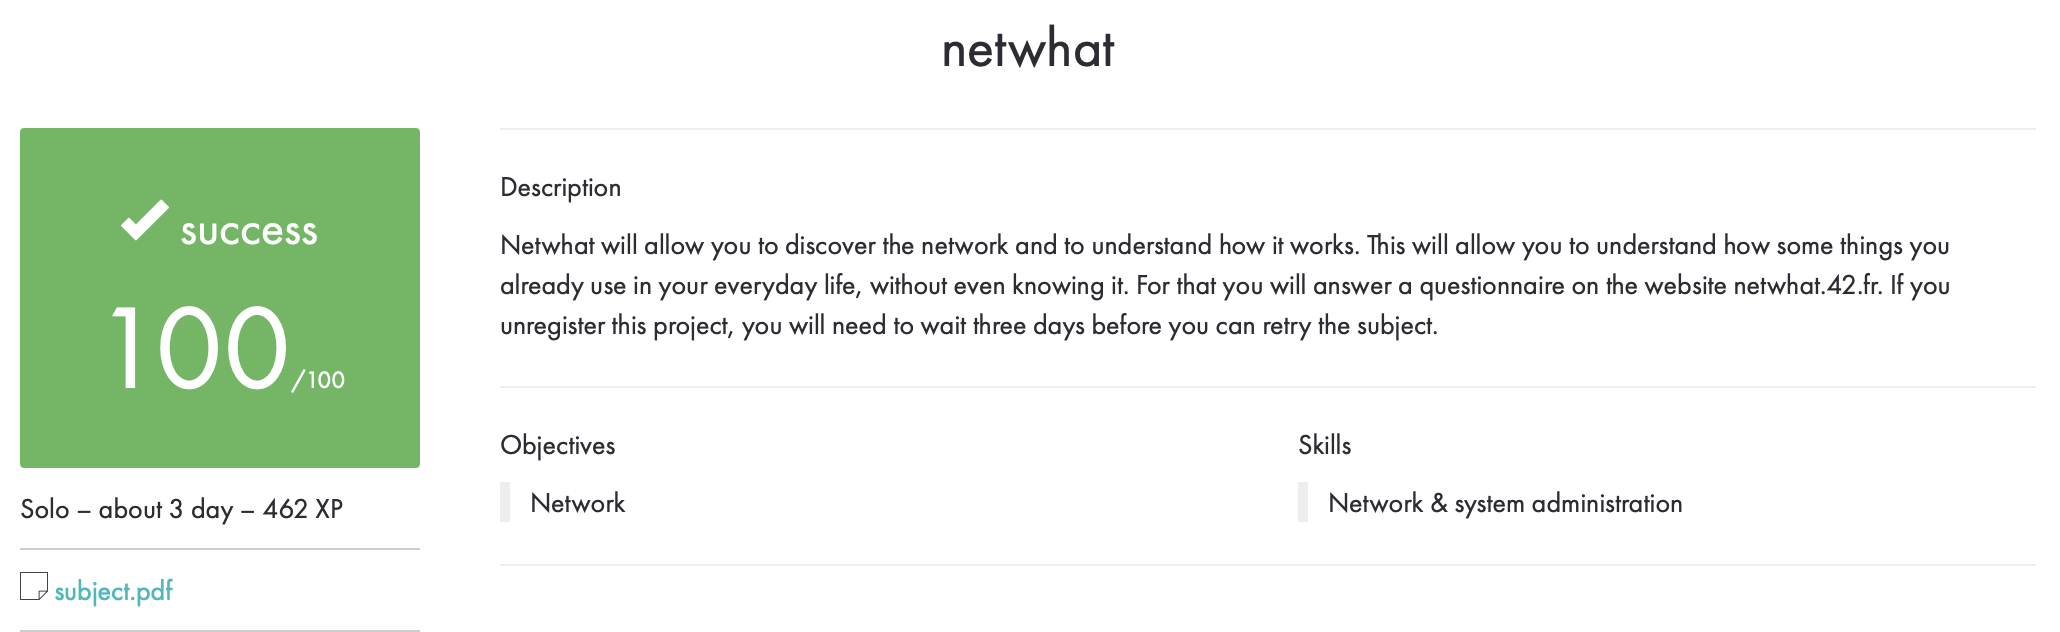 netwhat
success
100/100
Solo – about 3 day – 462 XP
subject.pdf
Description
Netwhat will allow you to discover the network and to understand how it works. This will allow you to understand how some things you
already use in your everyday life, without even knowing it. For that you will answer a questionnaire on the website netwhat.42.fr. If you
unregister this project, you will need to wait three days before you can retry the subject.
Objectives
Network
Skills
Network & system administration